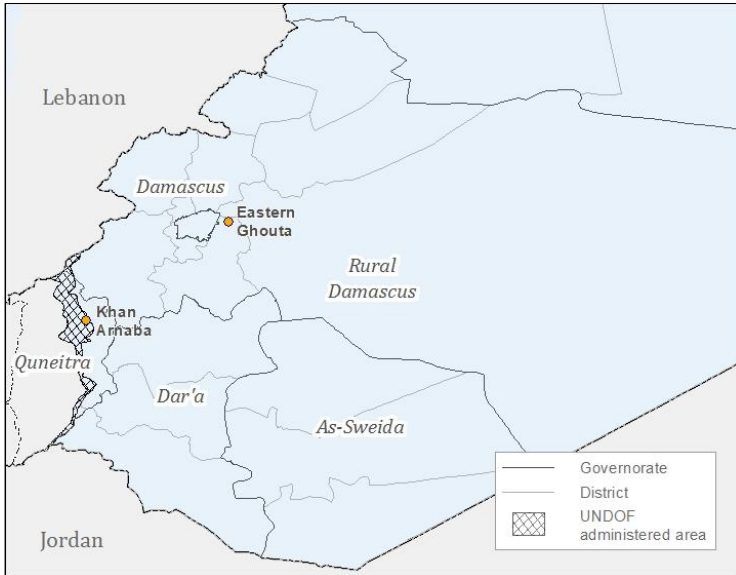 Lebanon
Damascus
Eastern
Ghouta
Rural
Damascus
Khan
Arnaba
Quneitra
Dar'a
As-Sweida
Jordan
Governorate
District
UNDOF
administered area